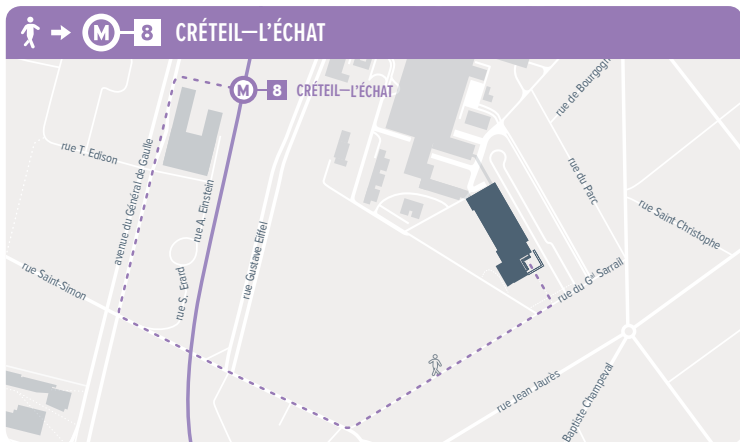 M 8 CRÉTEIL—L'ÉCHAT
M 8 CRÉTEIL—L'ÉCHAT
rue de Bourgogn
rue T. Edison
avenue du Général de Gaulle
rue A. Einstein
rue du Parc
rue Saint Christophe
rue Gustave Eiffel
rue Saint-Simon
rue S. Erard
rue du Gal Sarrail
rue Jean Jaurès
Baptiste Champeval